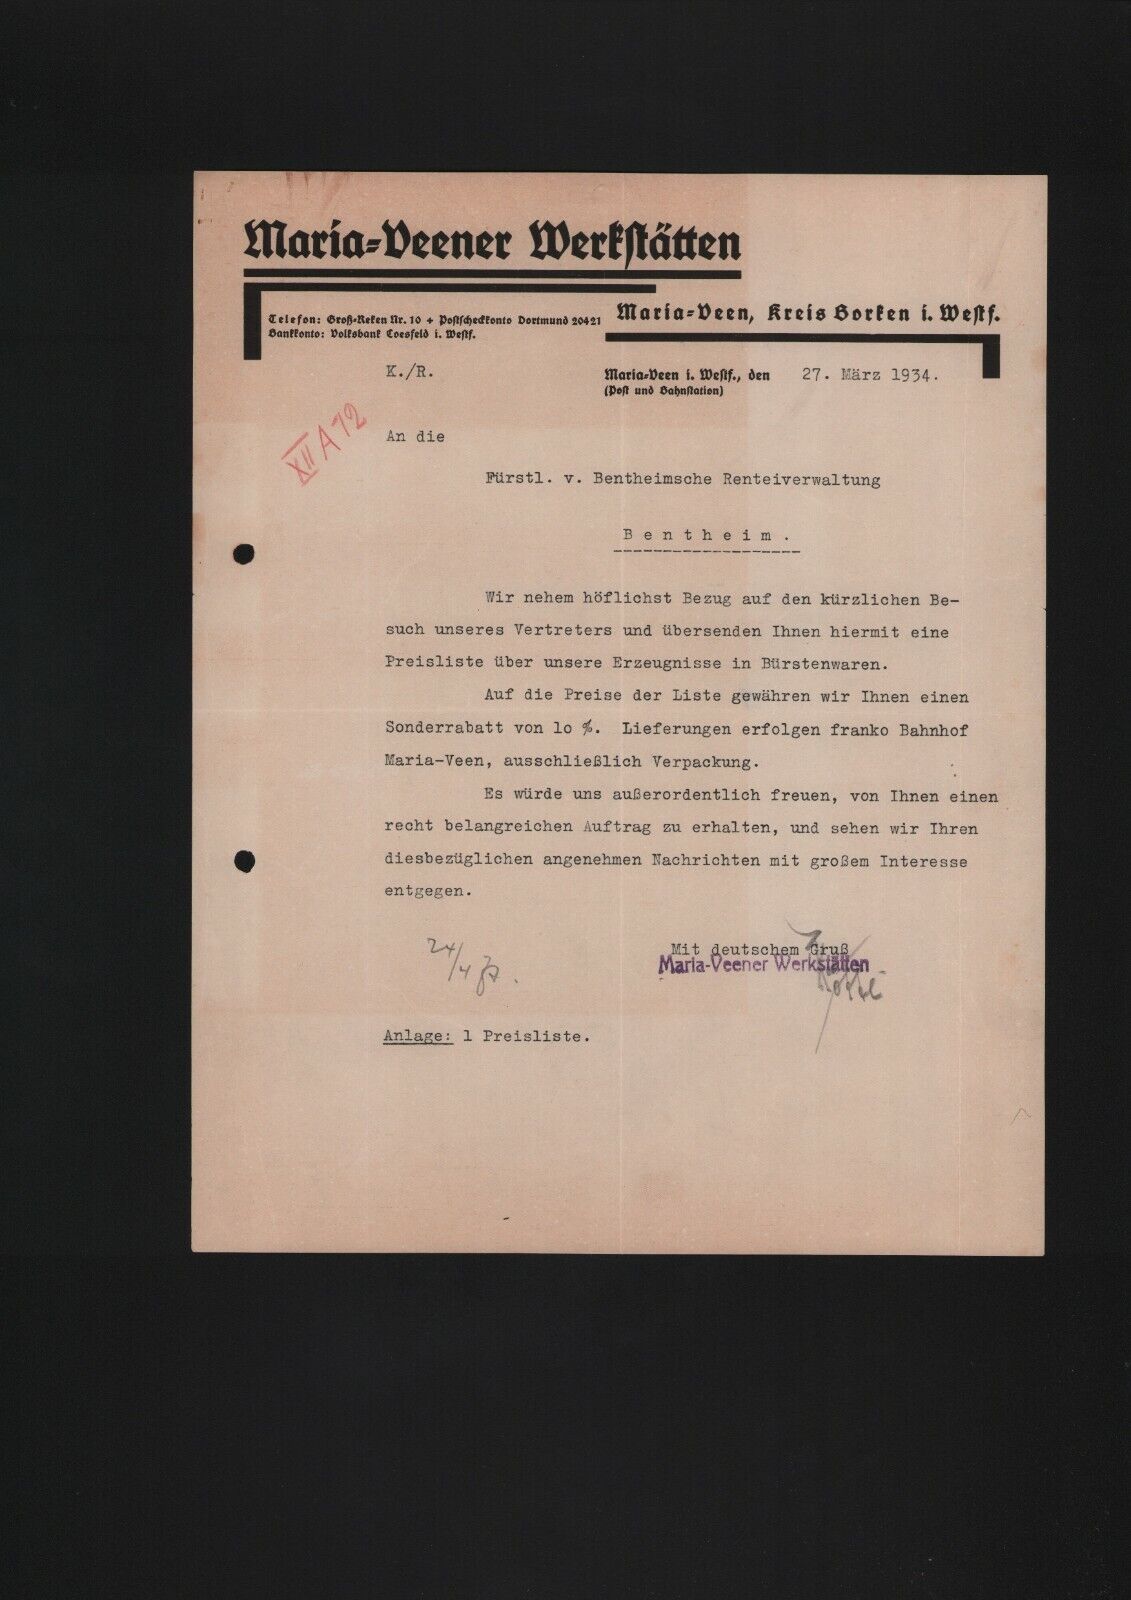 Maria-Veener Werkstätten
Telefon: Groß-Reken Nr. 10 + Postscheckkonto Dortmund 20421
Bankkonto: Volksbank Coesfeld i. Westf.
Maria-Veen, Kreis Borken i. Westf.
K./R.
Maria-Veen i. Westf., den 27. März 1934.
(Post und Bahnstation)
XII A 12
An die
Fürstl. v. Bentheimsche Renteiverwaltung
Bentheim.
Wir nehem höflichst Bezug auf den kürzlichen Be-
such unseres Vertreters und übersenden Ihnen hiermit eine
Preisliste über unsere Erzeugnisse in Bürstenwaren.
Auf die Preise der Liste gewähren wir Ihnen einen
Sonderrabatt von lo %. Lieferungen erfolgen franko Bahnhof
Maria-Veen, ausschließlich Verpackung.
Es würde uns außerordentlich freuen, von Ihnen einen
recht belangreichen Auftrag zu erhalten, und sehen wir Ihren
diesbezüglichen angenehmen Nachrichten mit großem Interesse
entgegen.
Mit deutschem Gruß
Maria-Veener Werkstätten
24/4
Anlage: 1 Preisliste.